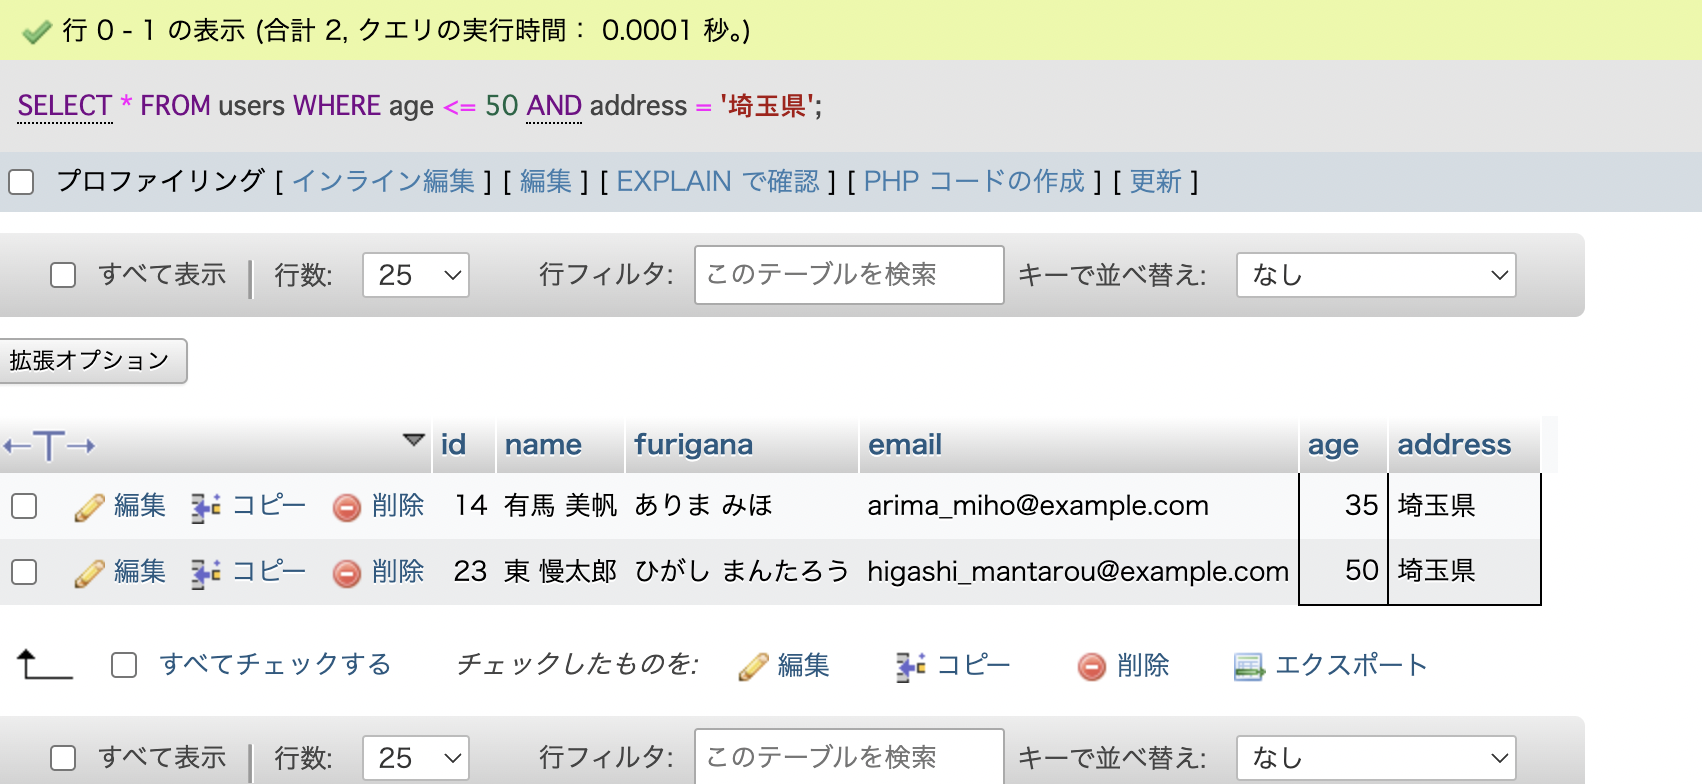 行 0 - 1 の表示 (合計 2, クエリの実行時間： 0.0001 秒。)
SELECT * FROM users WHERE age <= 50 AND address = '埼玉県';
プロファイリング [ インライン編集 ] [ 編集 ] [ EXPLAIN で確認 ] [ PHP コードの作成 ] [ 更新 ]
すべて表示 | 行数: 25 行フィルタ: このテーブルを検索 キーで並べ替え: なし
拡張オプション
←T→ id name furigana email age address
編集 コピー 削除 14 有馬 美帆 ありま みほ arima_miho@example.com 35 埼玉県
編集 コピー 削除 23 東 慢太郎 ひがし まんたろう higashi_mantarou@example.com 50 埼玉県
すべてチェックする チェックしたものを: 編集 コピー 削除 エクスポート
すべて表示 | 行数: 25 行フィルタ: このテーブルを検索 キーで並べ替え: なし